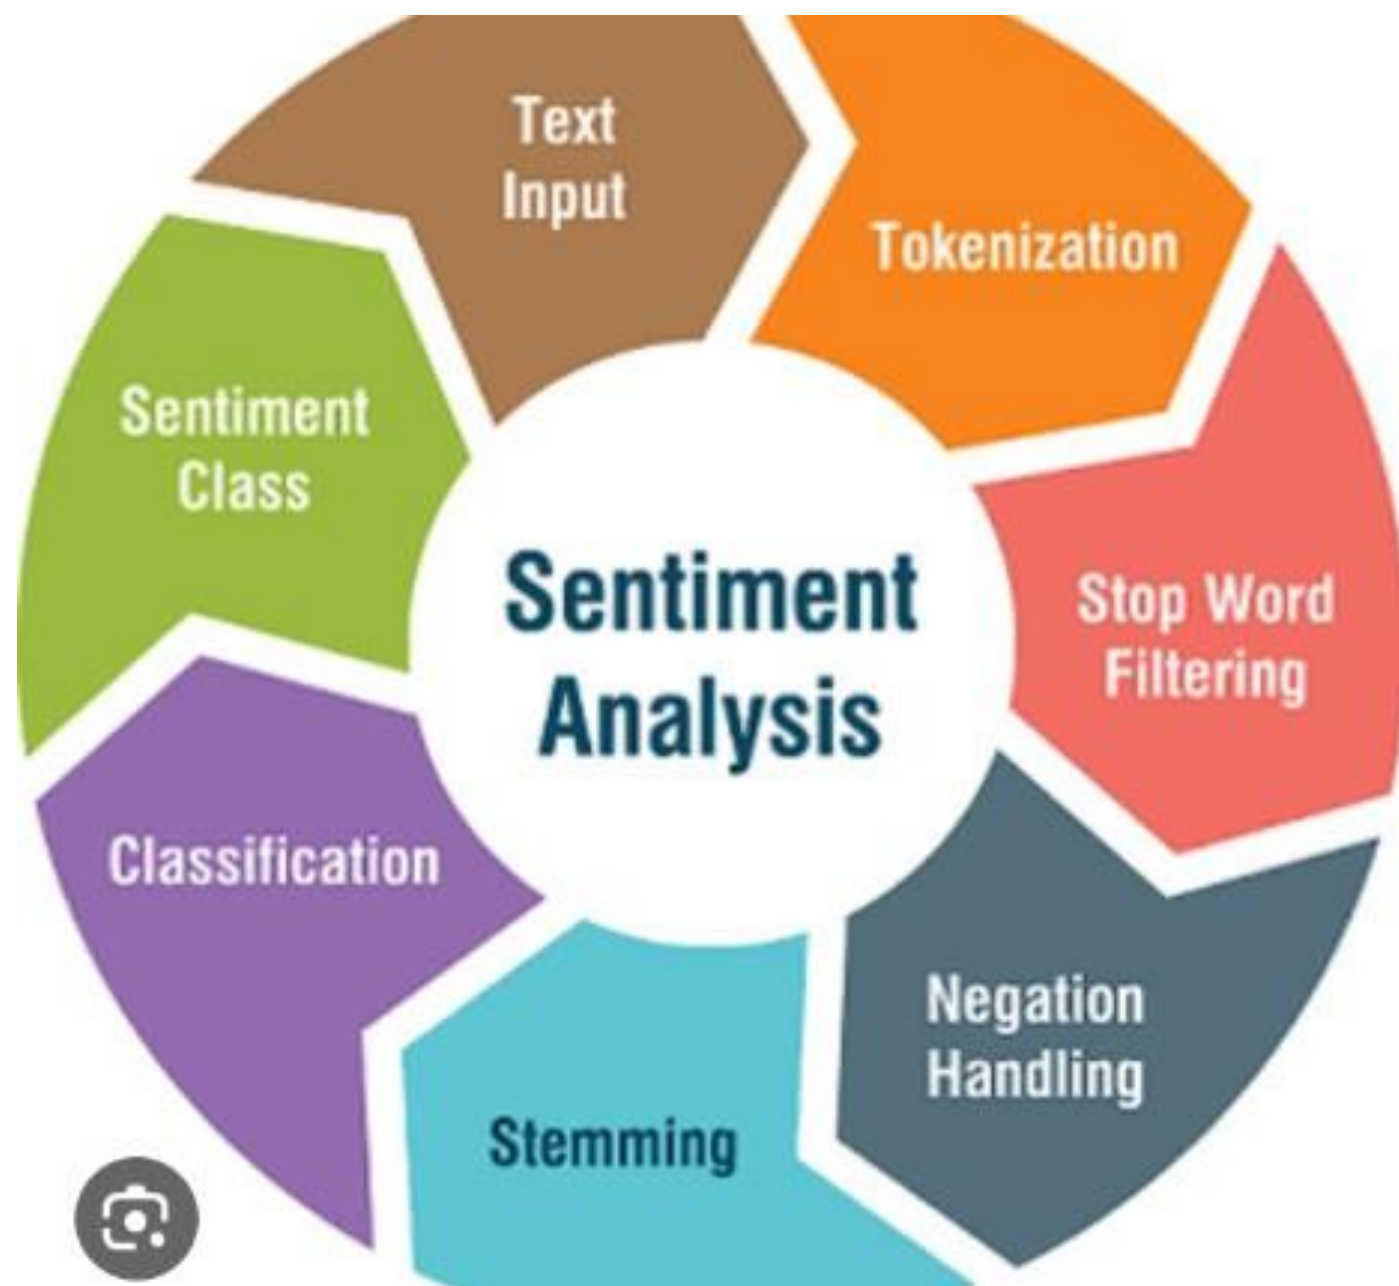 Text
Input
Tokenization
Stop Word
Filtering
Negation
Handling
Stemming
Classification
Sentiment
Class
Sentiment
Analysis